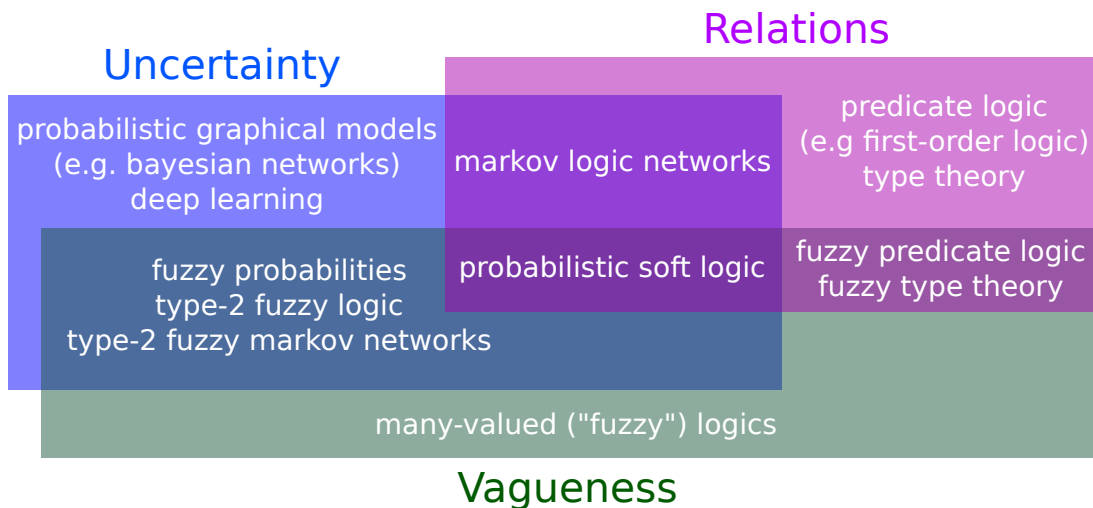 Relations
Uncertainty
predicate logic
(e.g first-order logic)
type theory
probabilistic graphical models
(e.g. bayesian networks)
deep learning
markov logic networks
fuzzy predicate logic
fuzzy type theory
probabilistic soft logic
fuzzy probabilities
type-2 fuzzy logic
type-2 fuzzy markov networks
many-valued ("fuzzy") logics
Vagueness